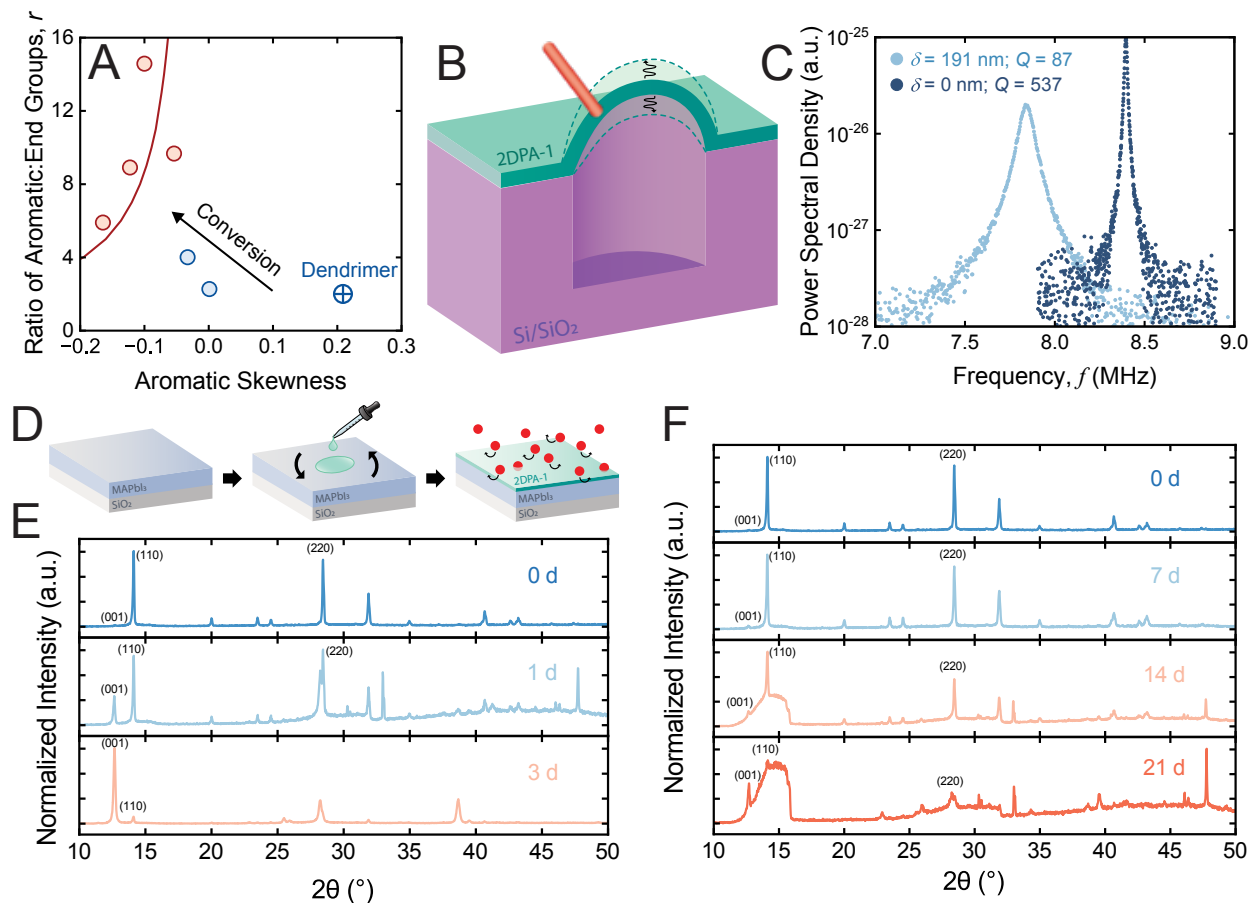 A
Ratio of Aromatic:End Groups, r
16
12
8
4
0
−0.2
−0.1
0.0
0.1
0.2
0.3
Aromatic Skewness
Conversion
Dendrimer
B
2DPA-1
Si/SiO₂
C
Power Spectral Density (a.u.)
10⁻²⁵
10⁻²⁶
10⁻²⁷
10⁻²⁸
δ = 191 nm; Q = 87
δ = 0 nm; Q = 537
7.0
7.5
8.0
8.5
9.0
Frequency, f (MHz)
D
MAPbI₃
SiO₂
MAPbI₃
SiO₂
2DPA-1
MAPbI₃
SiO₂
E
Normalized Intensity (a.u.)
(001)
(110)
(220)
0 d
(001)
(110)
(220)
1 d
(001)
(110)
3 d
10
15
20
25
30
35
40
45
50
2θ (°)
F
Normalized Intensity (a.u.)
(001)
(110)
(220)
0 d
(001)
(110)
(220)
7 d
(001)
(110)
(220)
14 d
(001)
(110)
(220)
21 d
10
15
20
25
30
35
40
45
50
2θ (°)